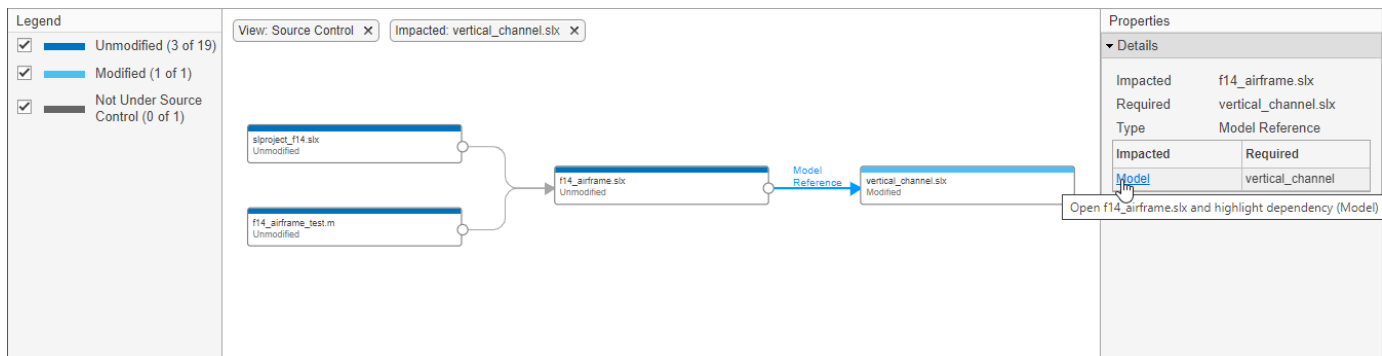 Legend
Unmodified (3 of 19)
Modified (1 of 1)
Not Under Source
Control (0 of 1)
View: Source Control ×
Impacted: vertical_channel.slx ×
slproject_f14.slx
Unmodified
f14_airframe_test.m
Unmodified
f14_airframe.slx
Unmodified
Model
Reference
vertical_channel.slx
Modified
Properties
Details
Impacted f14_airframe.slx
Required vertical_channel.slx
Type Model Reference
Impacted Required
Model vertical_channel
Open f14_airframe.slx and highlight dependency (Model)